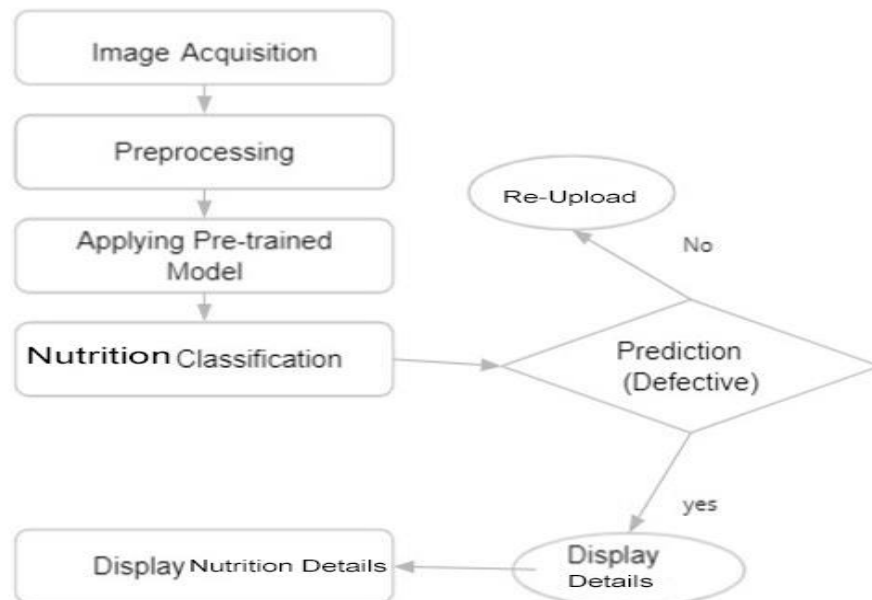 Image Acquisition
Preprocessing
Applying Pre-trained
Model
Nutrition Classification
Prediction
(Defective)
No
Re-Upload
yes
Display
Details
Display Nutrition Details